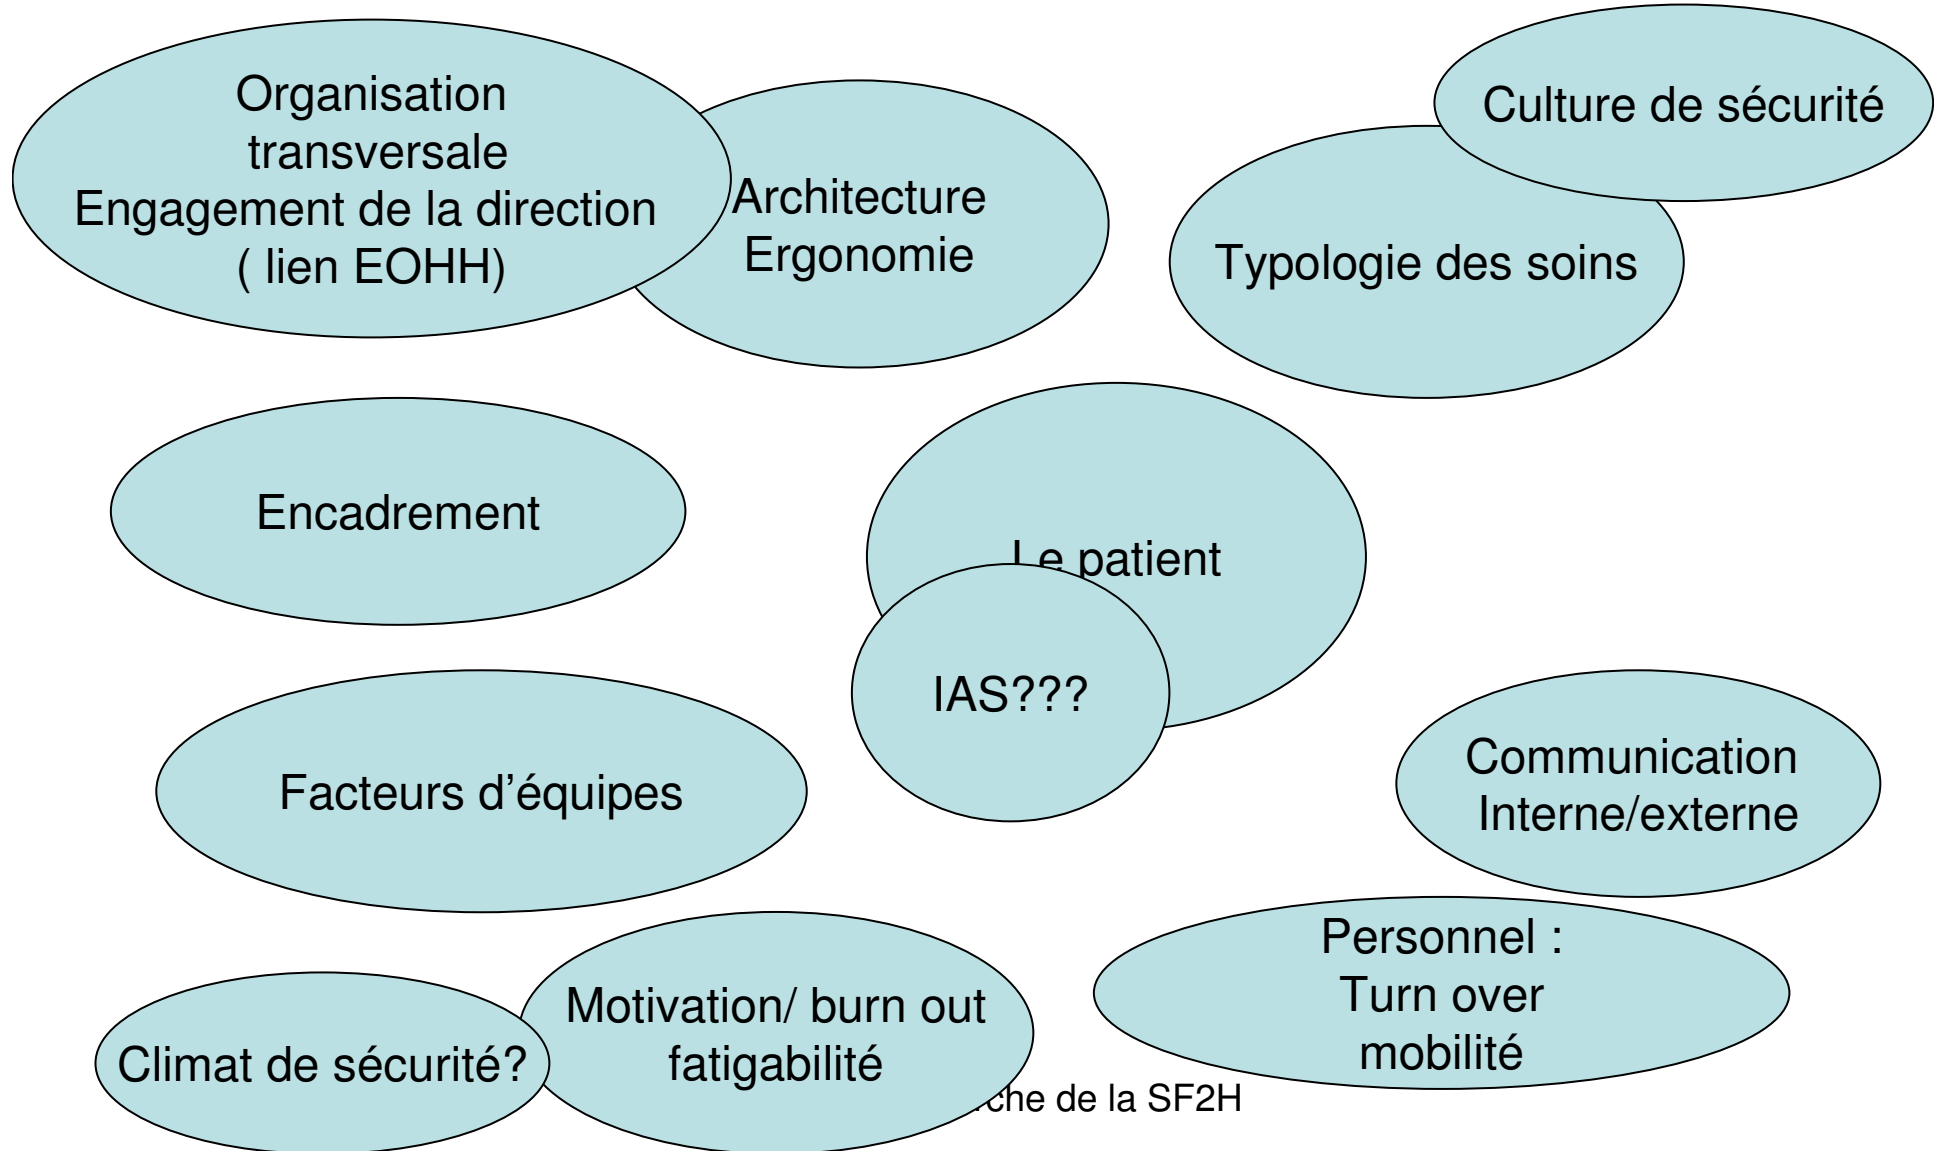 Organisation
transversale
Engagement de la direction
( lien EOHH)
Architecture
Ergonomie
Culture de sécurité
Typologie des soins
Encadrement
Le patient
IAS???
Facteurs d’équipes
Communication
Interne/externe
Personnel :
Turn over
mobilité
Motivation/ burn out
fatigabilité
Climat de sécurité?
de la SF2H